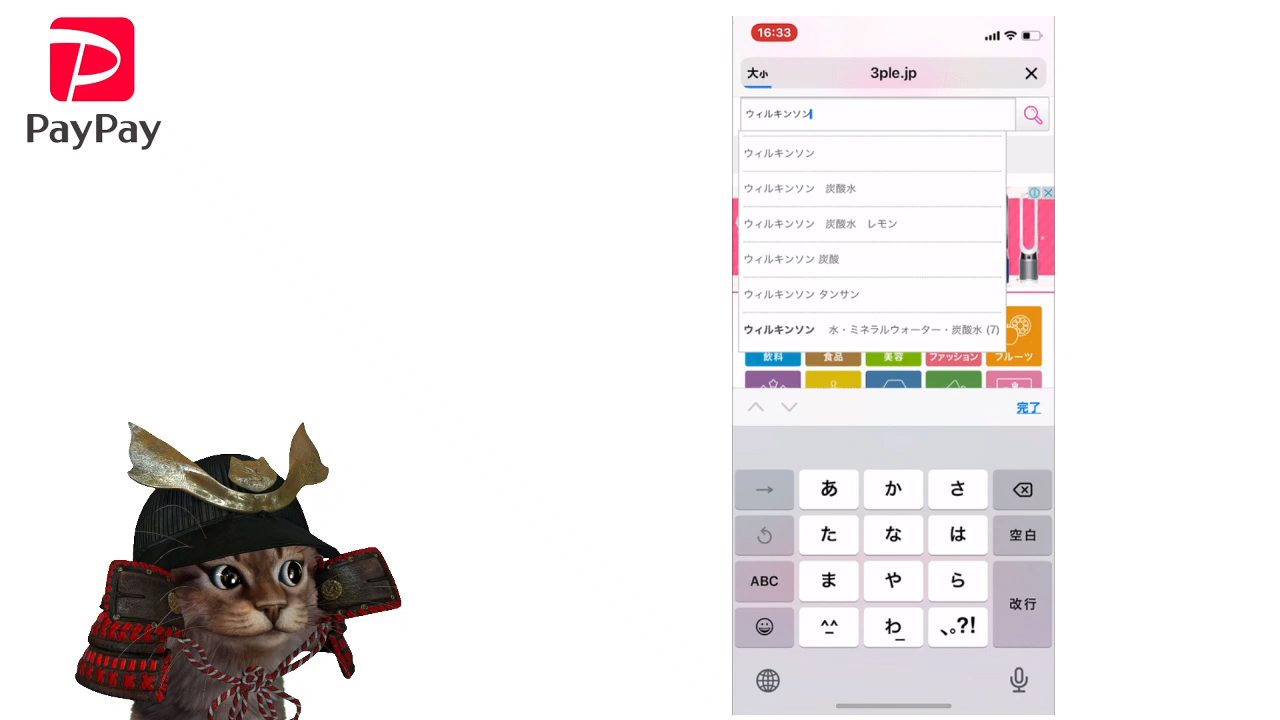 PayPay
16:33
大小 3ple.jp
ウィルキンソン
ウィルキンソン
ウィルキンソン　炭酸水
ウィルキンソン　炭酸水　レモン
ウィルキンソン 炭酸
ウィルキンソン タンサン
ウィルキンソン　水・ミネラルウォーター・炭酸水 (7)
飲料 食品 美容 ファッション フルーツ
完了
→ あ か さ
た な は 空白
ABC ま や ら 改行
^^ わ_ 、。?!